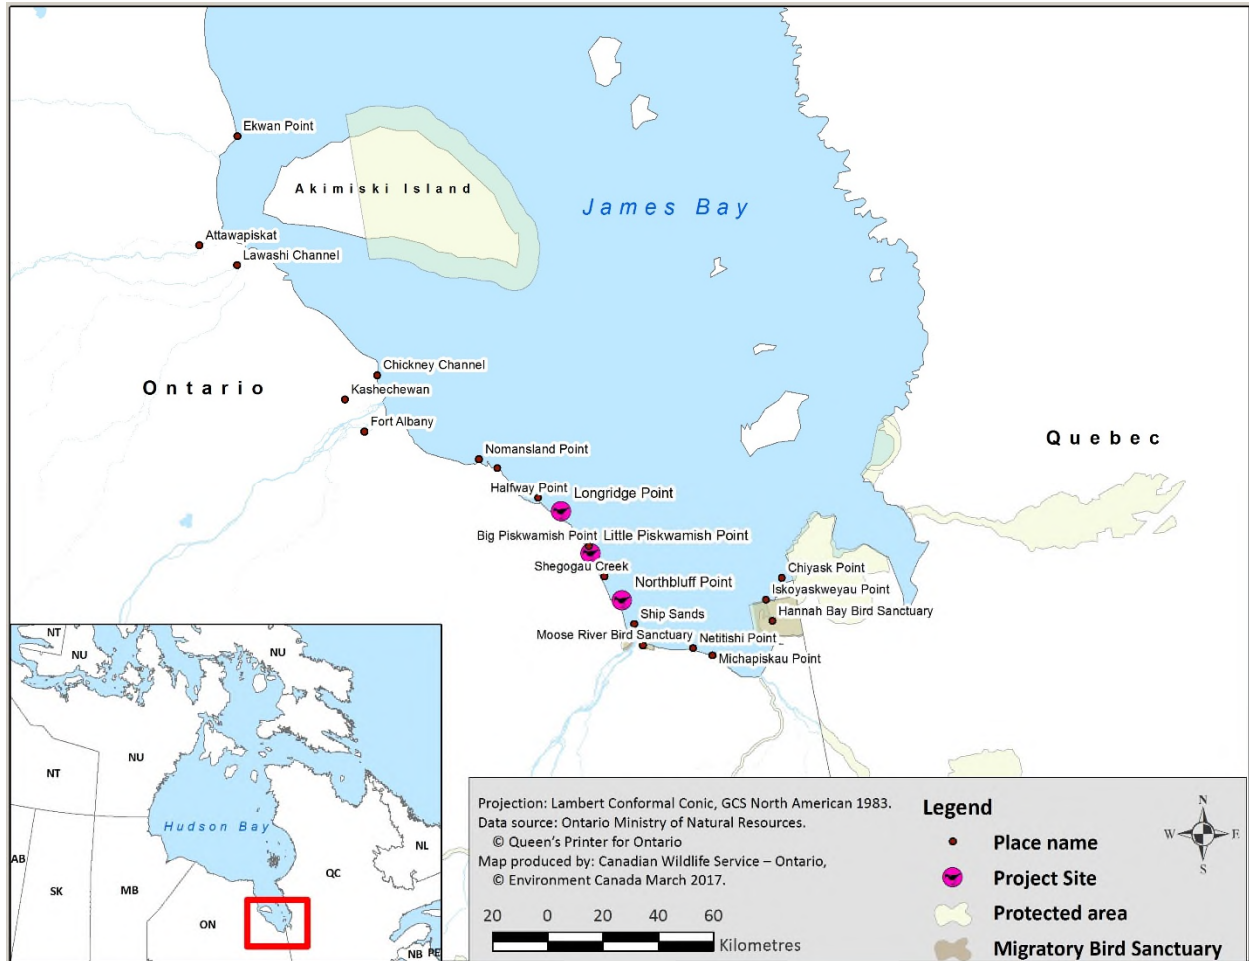 Ekwan Point
Akimiski Island
James Bay
Attawapiskat
Lawashi Channel
Chickney Channel
Ontario
Kashechewan
Fort Albany
Quebec
Nomansland Point
Halfway Point
Longridge Point
Big Piskwamish Point
Little Piskwamish Point
Shegogau Creek
Northbluff Point
Chiyask Point
Iskoyaskweyau Point
Hannah Bay Bird Sanctuary
Ship Sands
Moose River Bird Sanctuary
Netitishi Point
Michapiskau Point
NT
NU
NU
NU
NT
NU
Hudson Bay
AB
SK
MB
ON
QC
NL
NB
PE
Projection: Lambert Conformal Conic, GCS North American 1983.
Data source: Ontario Ministry of Natural Resources.
© Queen's Printer for Ontario
Map produced by: Canadian Wildlife Service – Ontario,
© Environment Canada March 2017.
20 0 20 40 60
Kilometres
Legend
Place name
Project Site
Protected area
Migratory Bird Sanctuary
N
W E
S